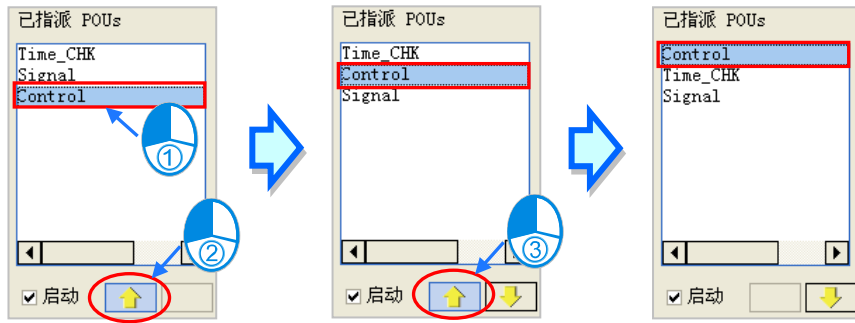 已指派 POUs
Time_CHK
Signal
Control
①
②
启动
已指派 POUs
Time_CHK
Control
Signal
③
启动
已指派 POUs
Control
Time_CHK
Signal
启动